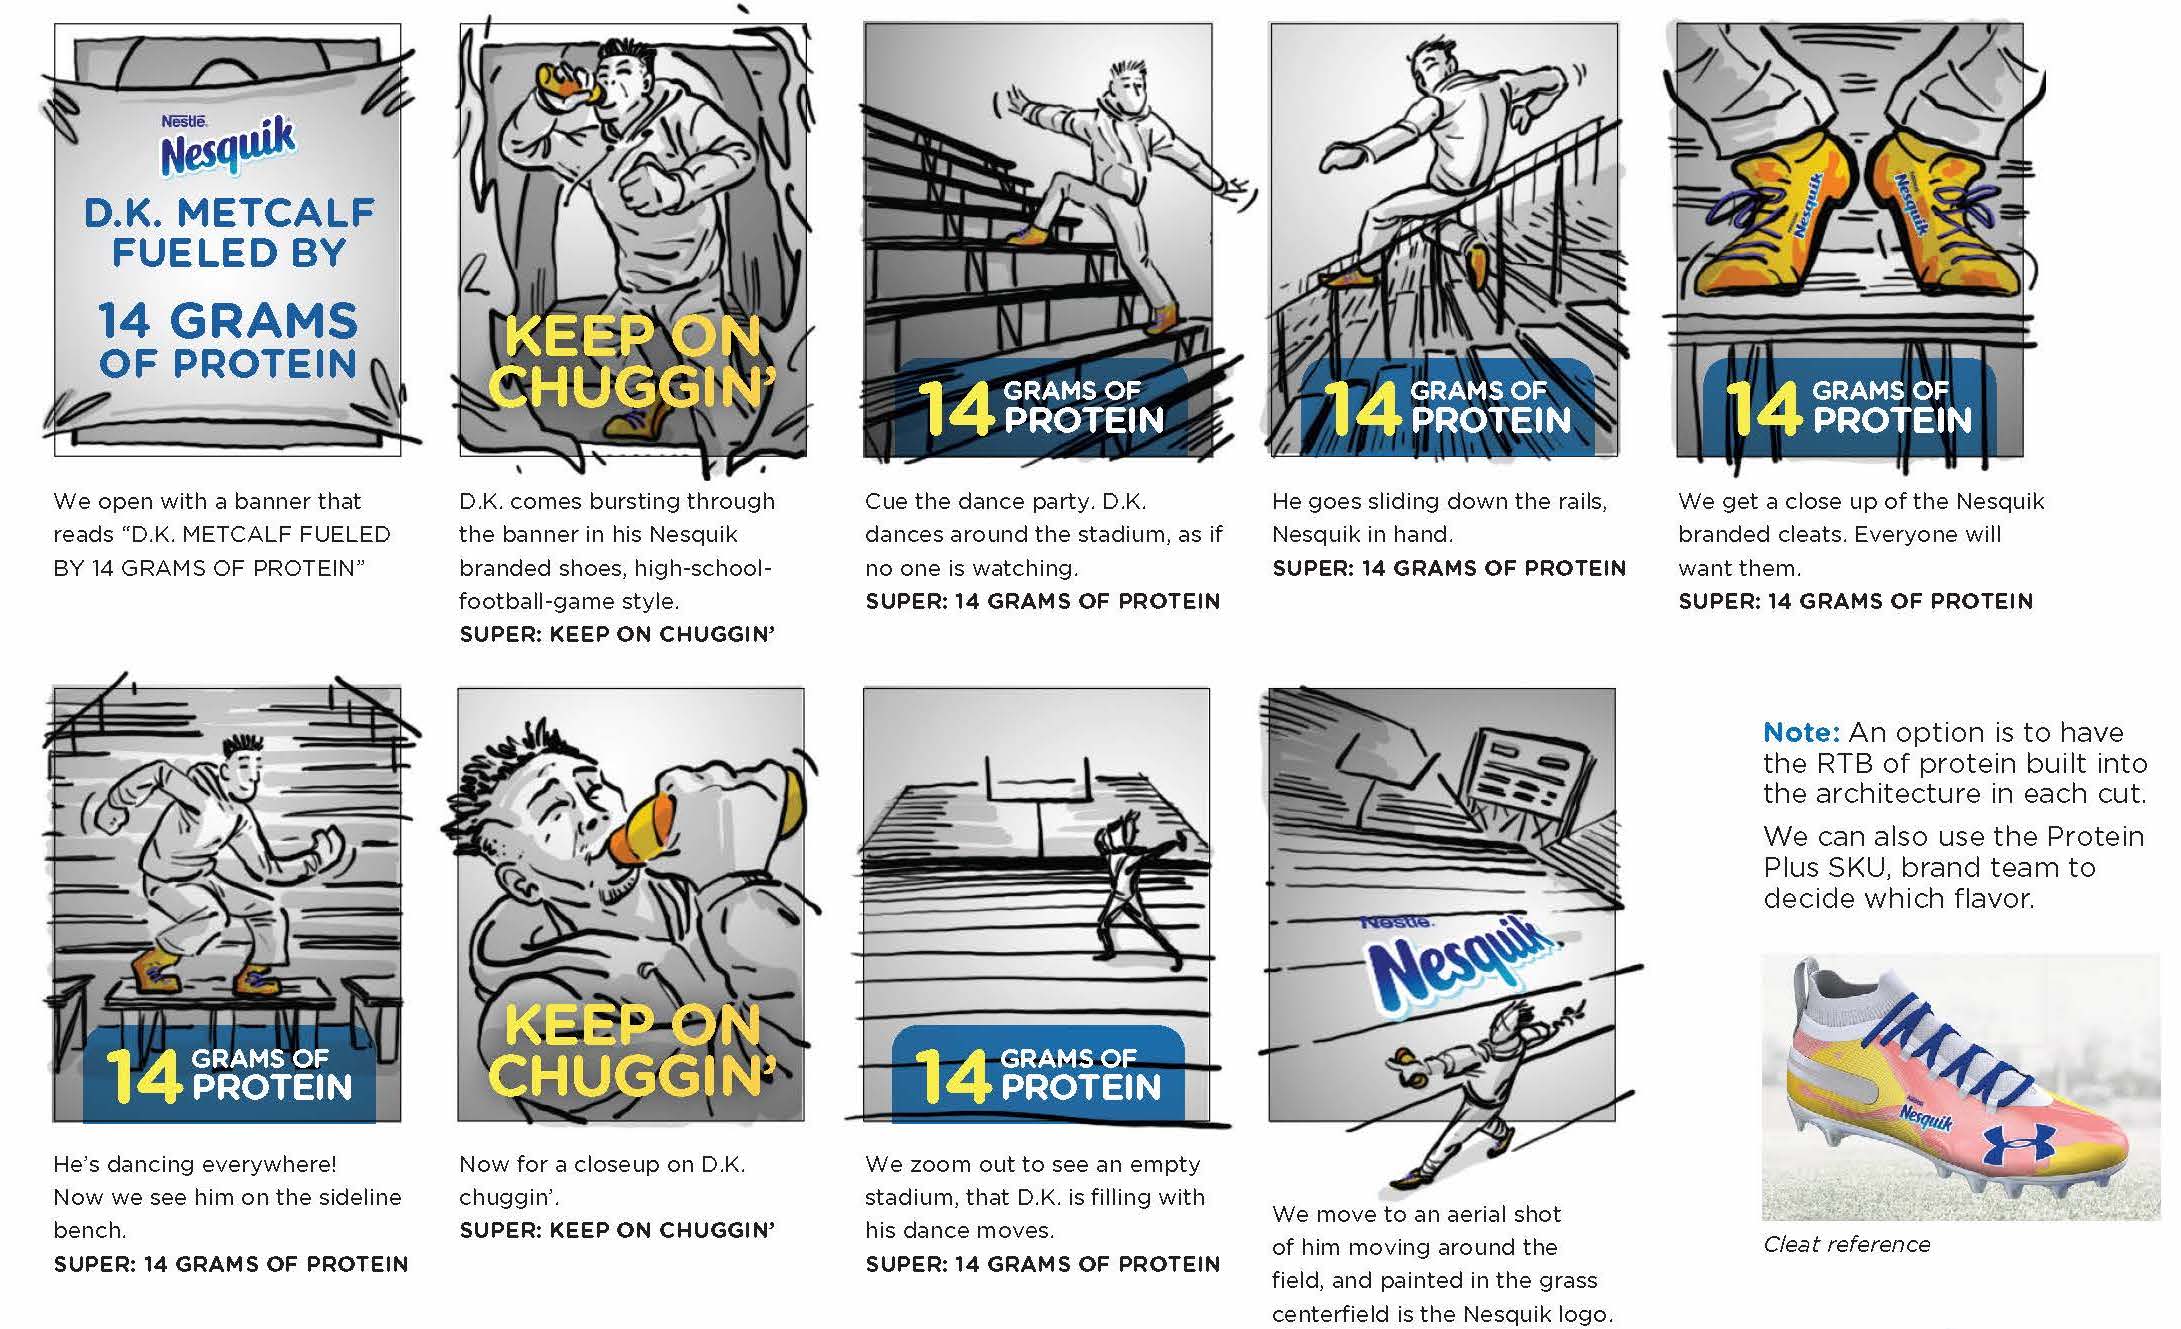 Nestlē.
Nesquik
D.K. METCALF
FUELED BY
14 GRAMS
OF PROTEIN
We open with a banner that
reads “D.K. METCALF FUELED
BY 14 GRAMS OF PROTEIN”
KEEP ON
CHUGGIN’
D.K. comes bursting through
the banner in his Nesquik
branded shoes, high-school-
football-game style.
SUPER: KEEP ON CHUGGIN’
14 GRAMS OF
PROTEIN
Cue the dance party. D.K.
dances around the stadium, as if
no one is watching.
SUPER: 14 GRAMS OF PROTEIN
14 GRAMS OF
PROTEIN
He goes sliding down the rails,
Nesquik in hand.
SUPER: 14 GRAMS OF PROTEIN
Nesquik
Nesquik
14 GRAMS OF
PROTEIN
We get a close up of the Nesquik
branded cleats. Everyone will
want them.
SUPER: 14 GRAMS OF PROTEIN
14 GRAMS OF
PROTEIN
He’s dancing everywhere!
Now we see him on the sideline
bench.
SUPER: 14 GRAMS OF PROTEIN
KEEP ON
CHUGGIN’
Now for a closeup on D.K.
chuggin’.
SUPER: KEEP ON CHUGGIN’
14 GRAMS OF
PROTEIN
We zoom out to see an empty
stadium, that D.K. is filling with
his dance moves.
SUPER: 14 GRAMS OF PROTEIN
Nestlē.
Nesquik.
We move to an aerial shot
of him moving around the
field, and painted in the grass
centerfield is the Nesquik logo.
Note: An option is to have
the RTB of protein built into
the architecture in each cut.
We can also use the Protein
Plus SKU, brand team to
decide which flavor.
Nesquik
Cleat reference